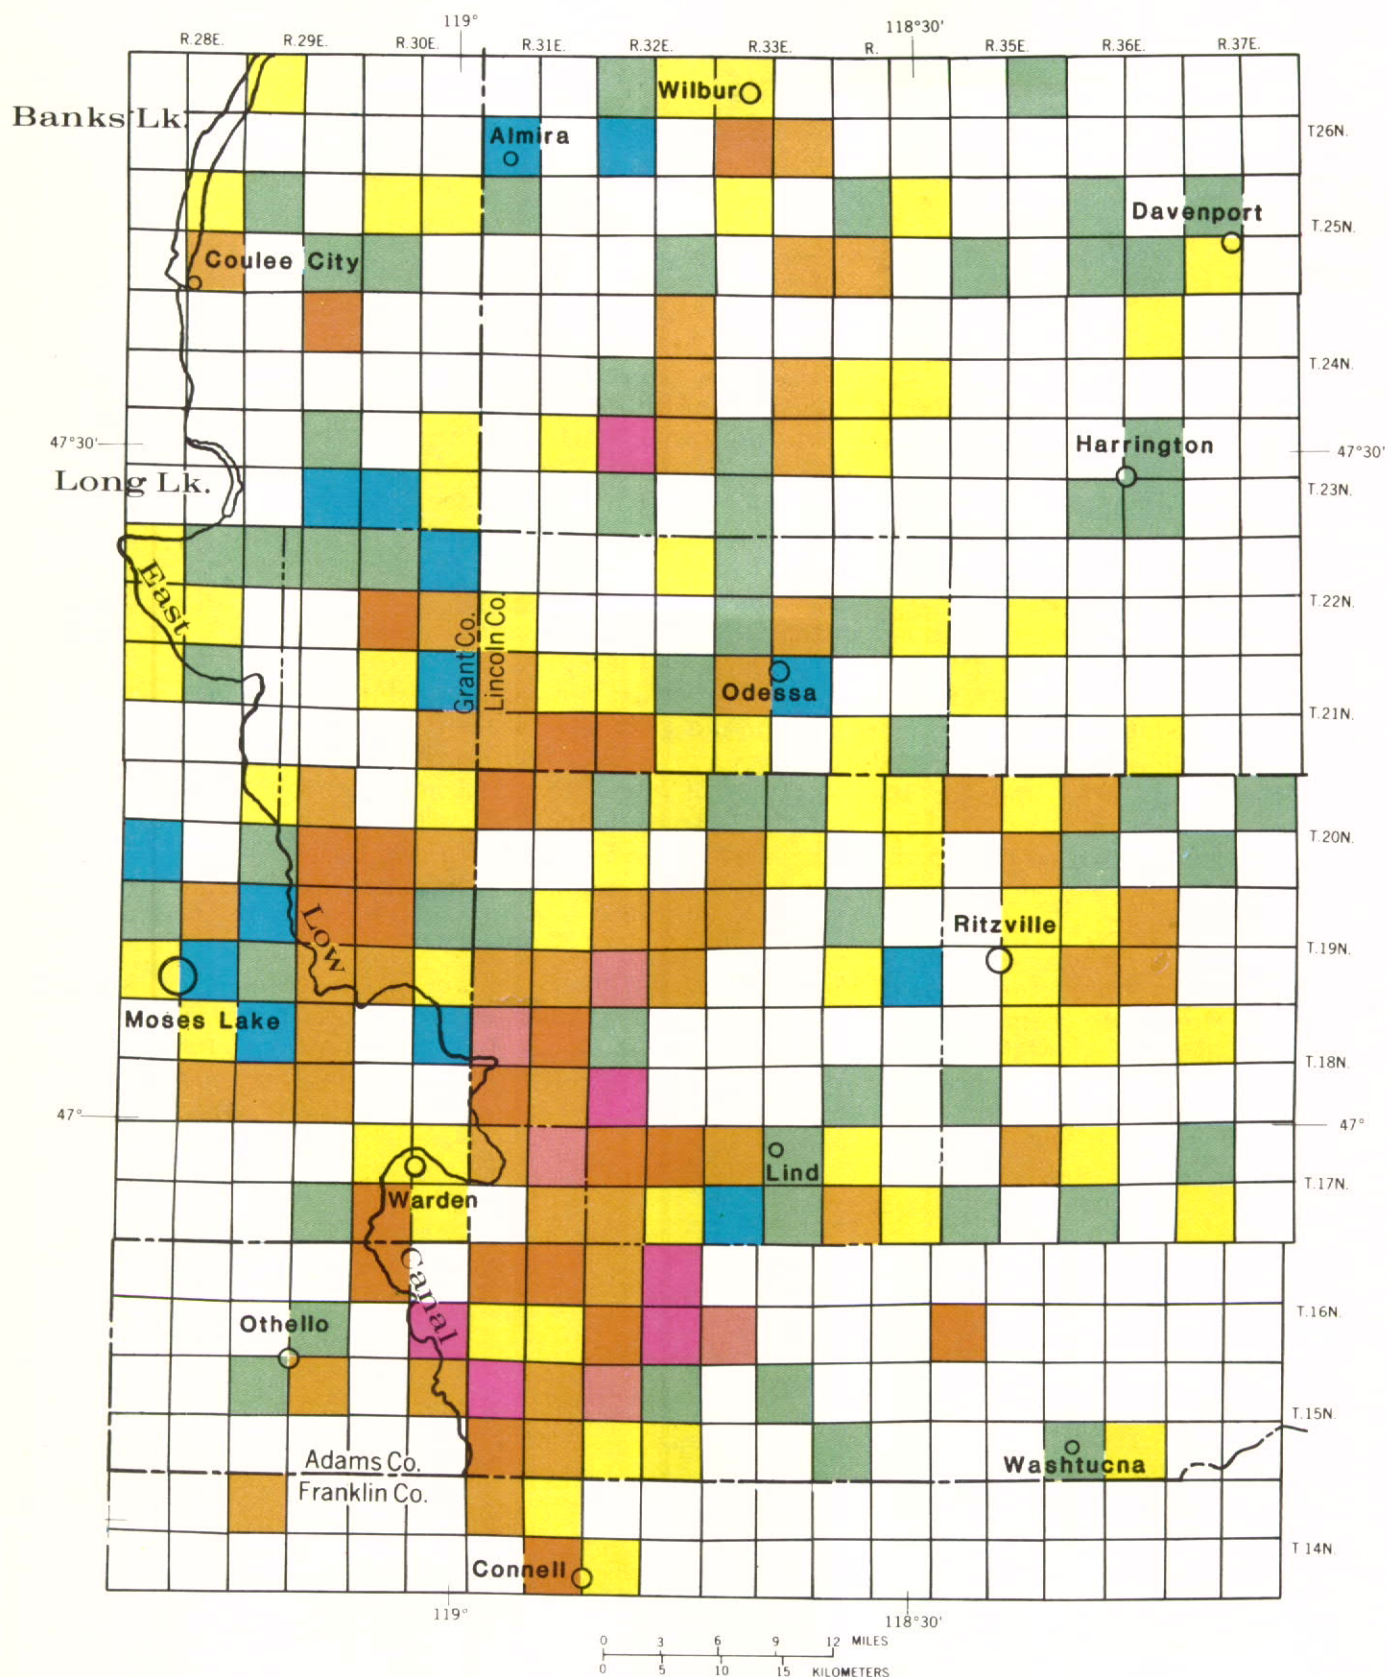 119°
118°30'
R.28E.
R.29E.
R.30E.
R.31E.
R.32E.
R.33E.
R.
R.35E.
R.36E.
R.37E.
Wilbur
Banks Lk.
Almira
T26N.
Davenport
T.25N.
Coulee City
T.24N.
47°30'
Harrington
47°30'
Long Lk.
T.23N.
East
Grant Co.
Lincoln Co.
T.22N.
Odessa
T.21N.
T.20N.
Low
Ritzville
T.19N.
Moses Lake
T.18N.
47°
47°
Lind
T.17N.
Warden
Canal
Othello
T.16N.
T.15N.
Adams Co.
Washtucna
Franklin Co.
T 14N.
Connell
119°
118°30'
0 3 6 9 12 MILES
0 5 10 15 KILOMETERS